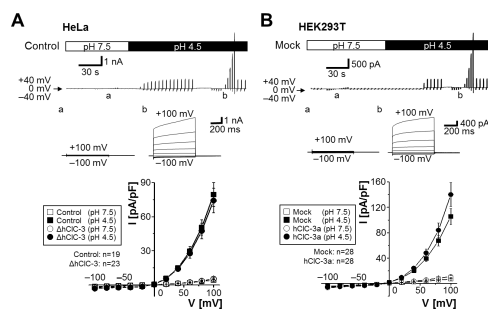 A
HeLa
Control
pH 7.5
pH 4.5
1 nA
30 s
+40 mV
0 mV
−40 mV
a
b
a
b
+100 mV
−100 mV
+100 mV
−100 mV
1 nA
200 ms
I [pA/pF]
90
60
30
Control (pH 7.5)
Control (pH 4.5)
ΔhClC-3 (pH 7.5)
ΔhClC-3 (pH 4.5)
Control: n=19
ΔhClC-3: n=23
−100 −50
0 50 100
V [mV]
B
HEK293T
Mock
pH 7.5
pH 4.5
500 pA
30 s
+40 mV
0 mV
−40 mV
a
b
a
b
+100 mV
−100 mV
+100 mV
−100 mV
400 pA
200 ms
I [pA/pF]
160
120
80
40
Mock (pH 7.5)
Mock (pH 4.5)
hClC-3a (pH 7.5)
hClC-3a (pH 4.5)
Mock: n=28
hClC-3a: n=28
−100 −50
0 50 100
V [mV]